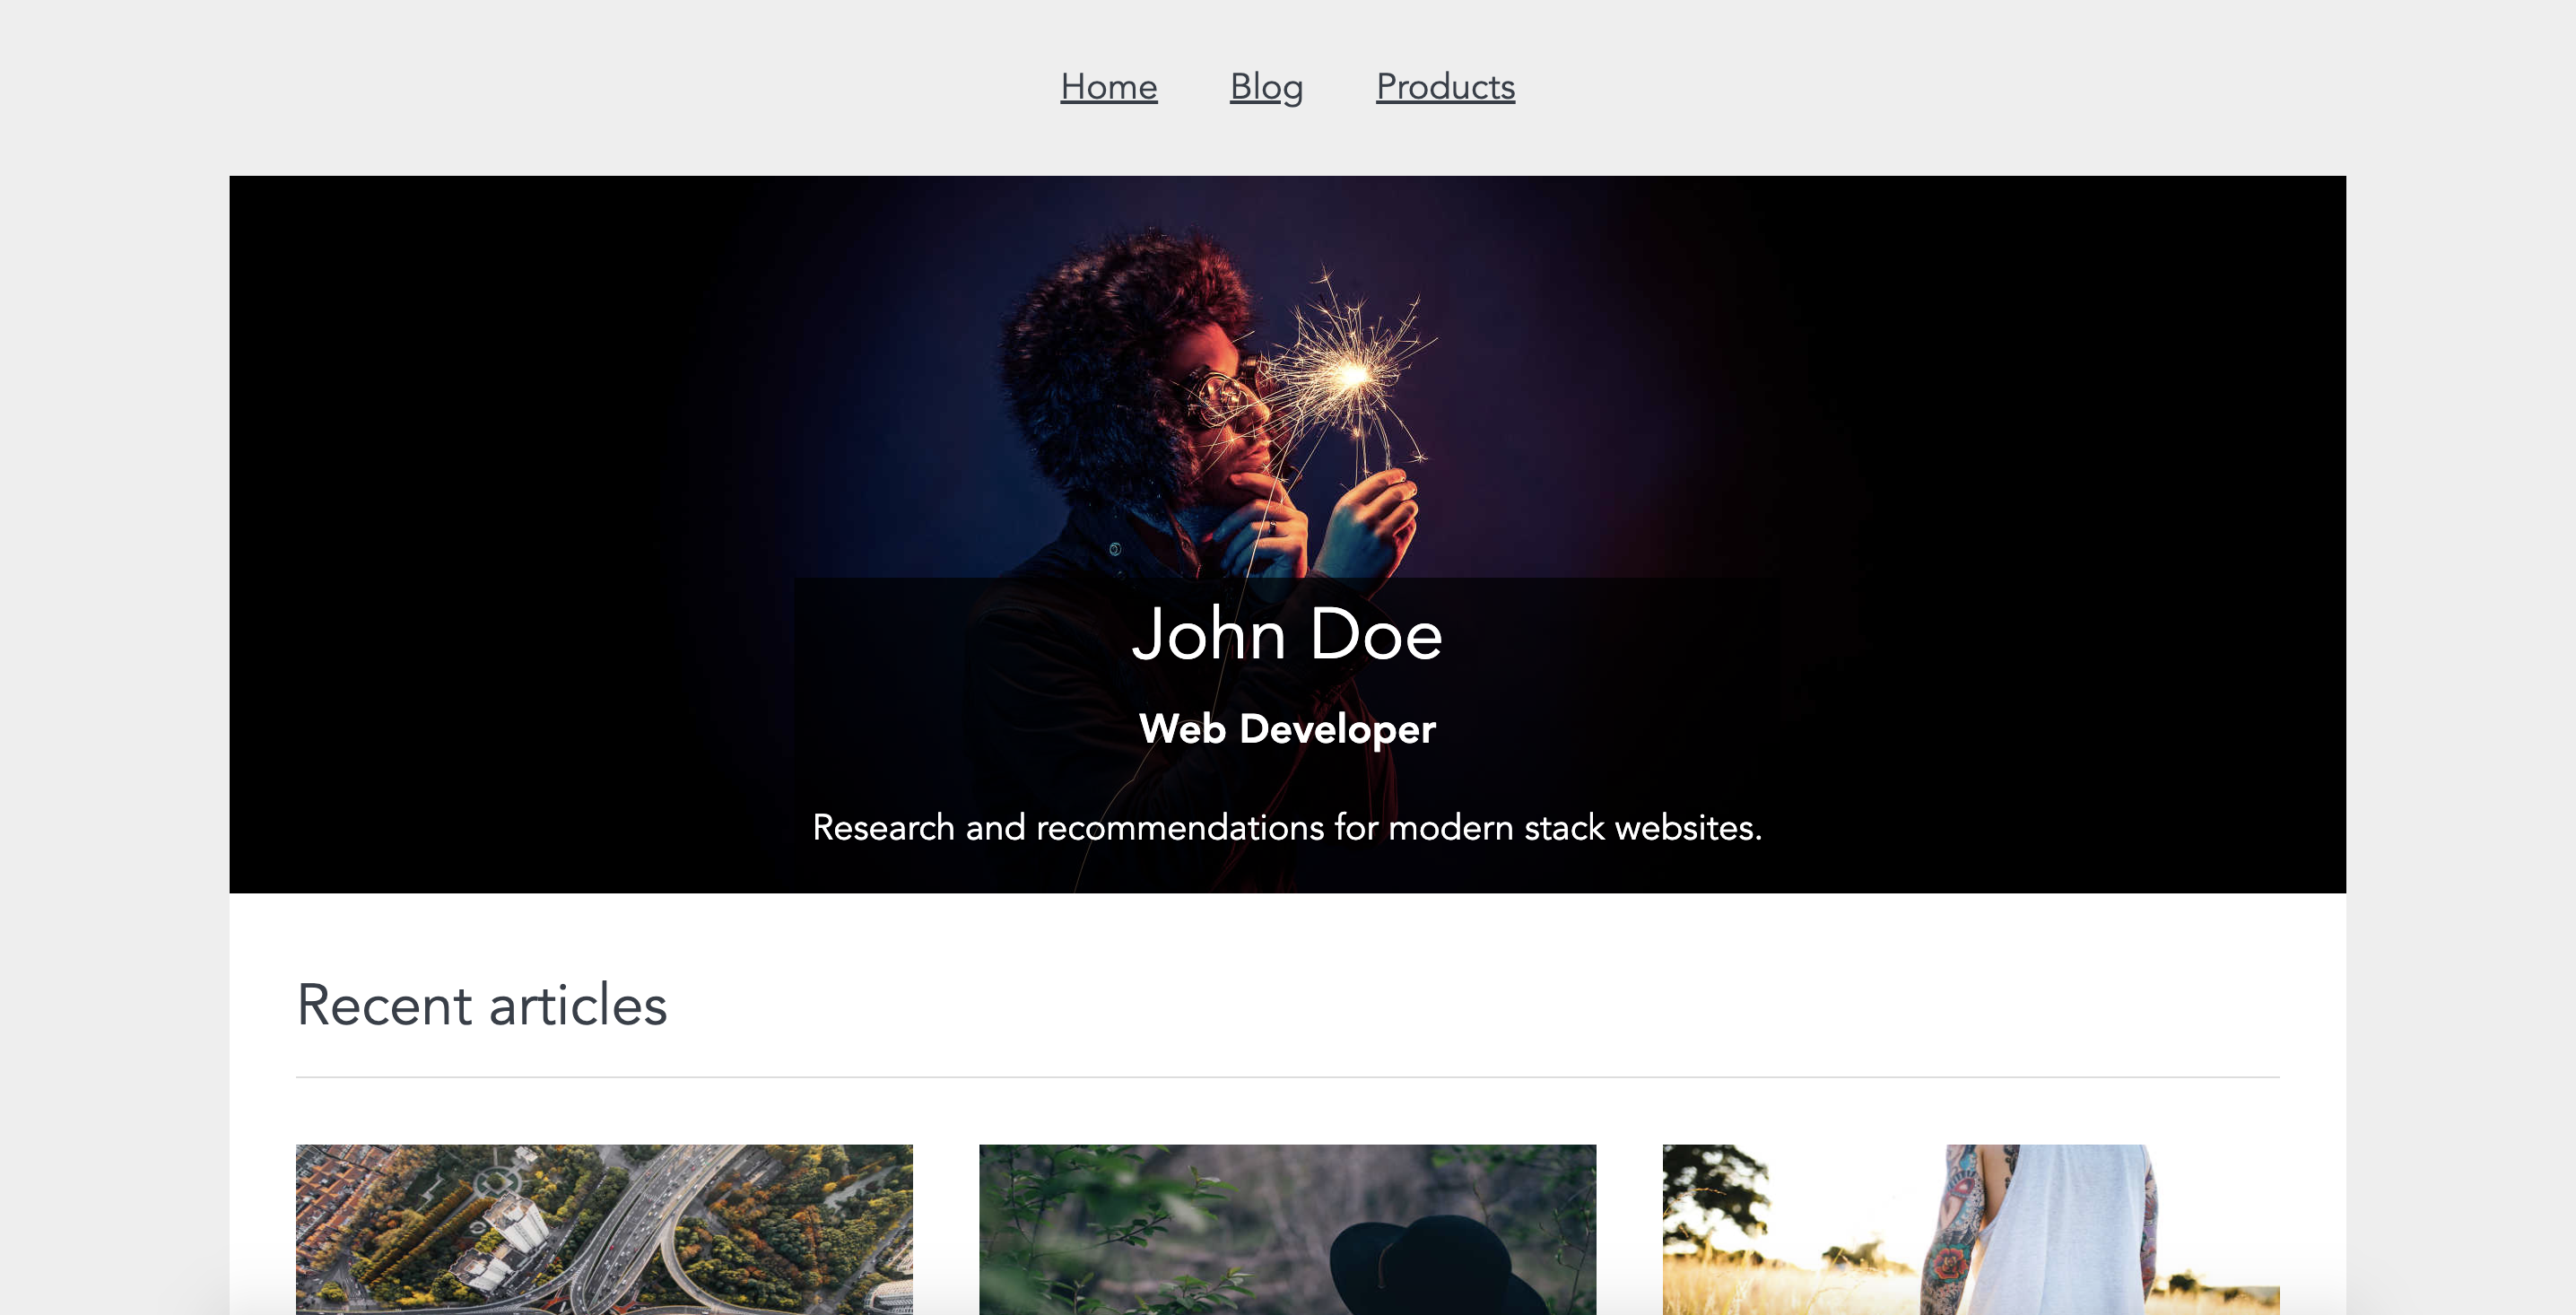 Home Blog Products
John Doe
Web Developer
Research and recommendations for modern stack websites.
Recent articles